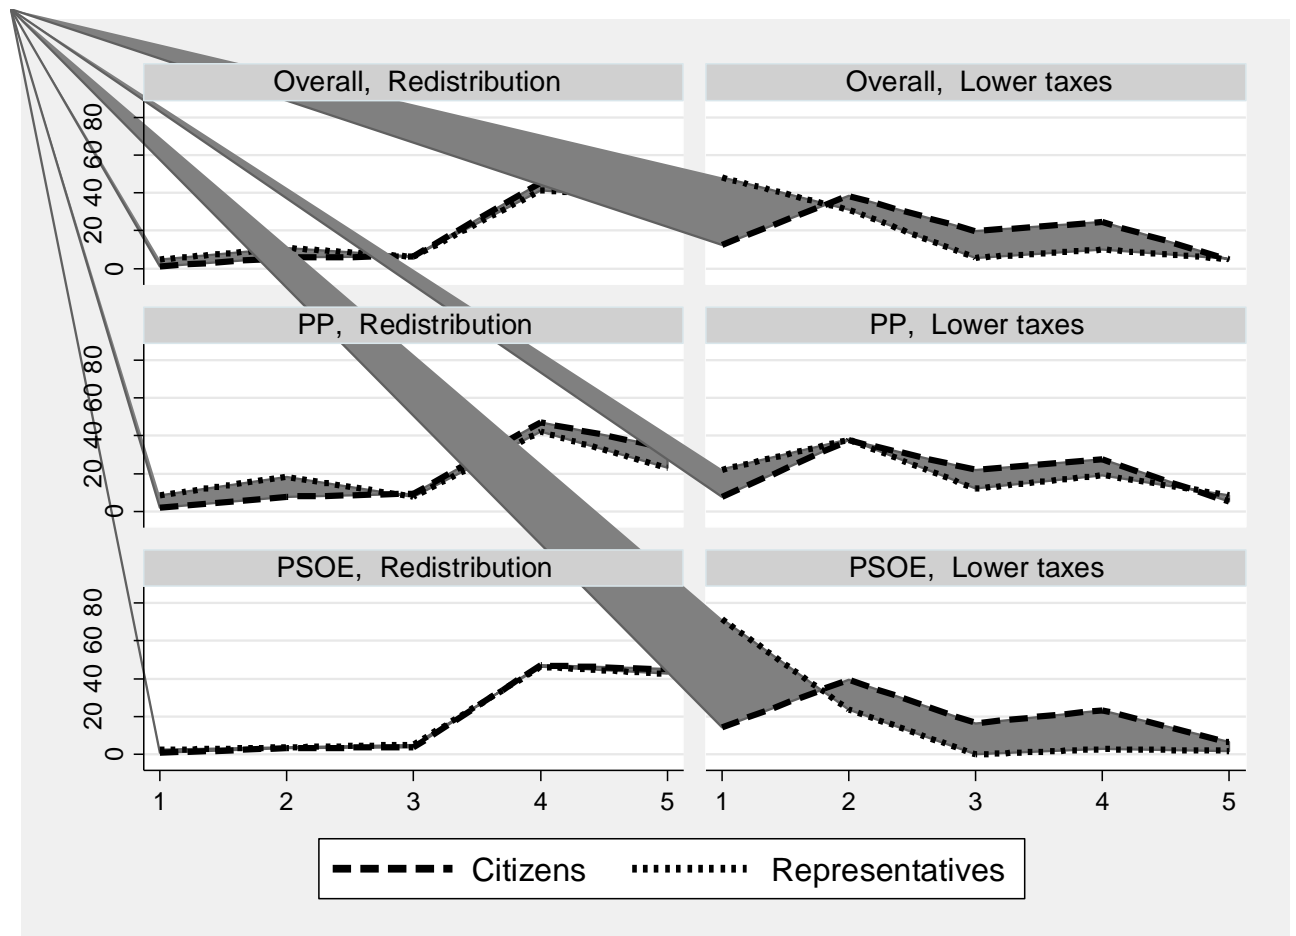 Overall,  Redistribution
Overall,  Lower taxes
80
60
40
20
0
PP,  Redistribution
PP,  Lower taxes
80
60
40
20
0
PSOE,  Redistribution
PSOE,  Lower taxes
80
60
40
20
0
1 2 3 4 5
1 2 3 4 5
Citizens Representatives